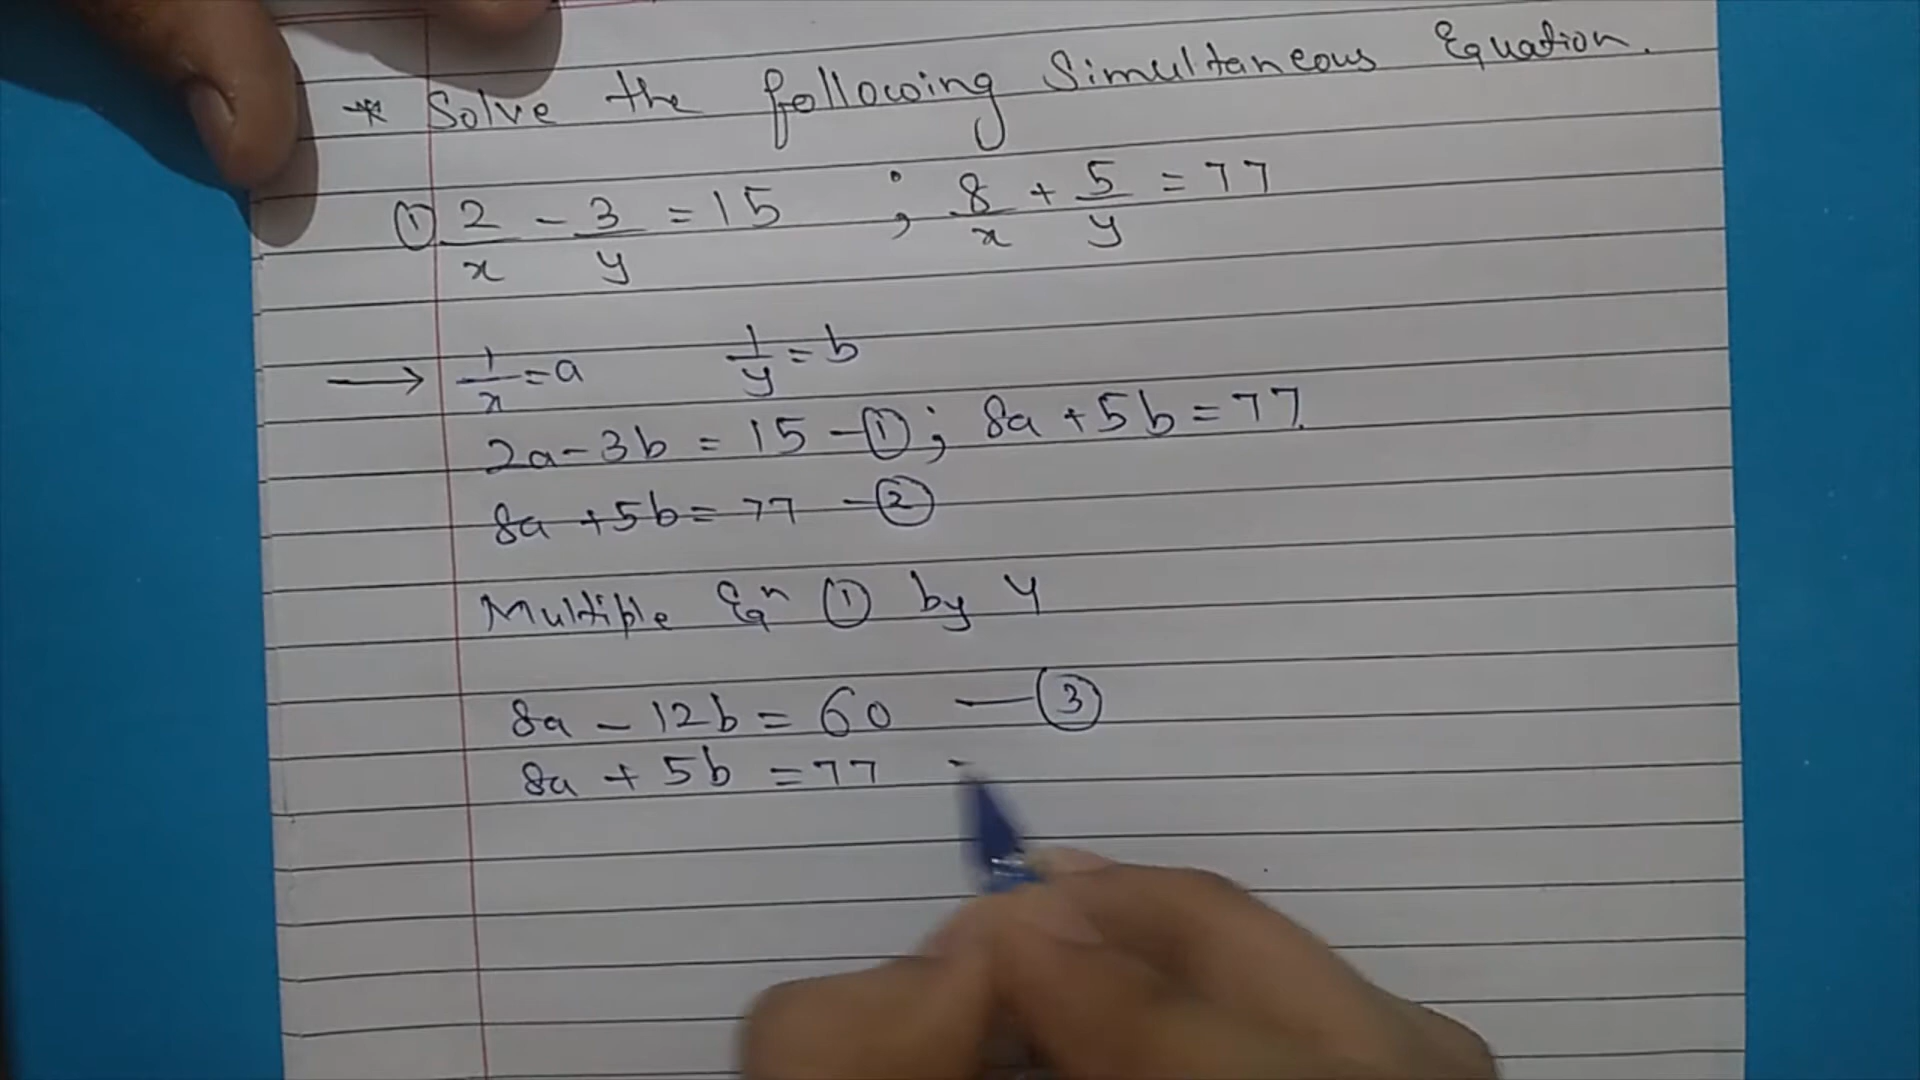 * Solve the following Simultaneous Equation.
① 2/x - 3/y = 15 ; 8/x + 5/y = 77
→ 1/x = a 1/y = b
2a - 3b = 15 - ① ; 8a + 5b = 77.
8a + 5b = 77 - ②
Multiple Eqⁿ ① by 4
8a - 12b = 60 — ③
8a + 5b = 77 -